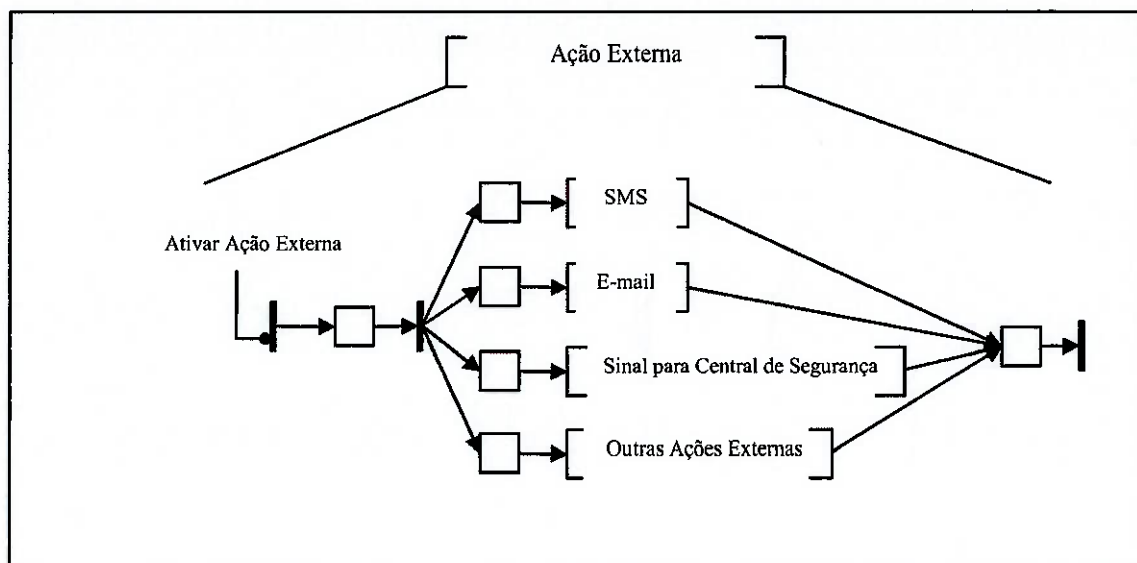 Ação Externa
SMS
Ativar Ação Externa
E-mail
Sinal para Central de Segurança
Outras Ações Externas